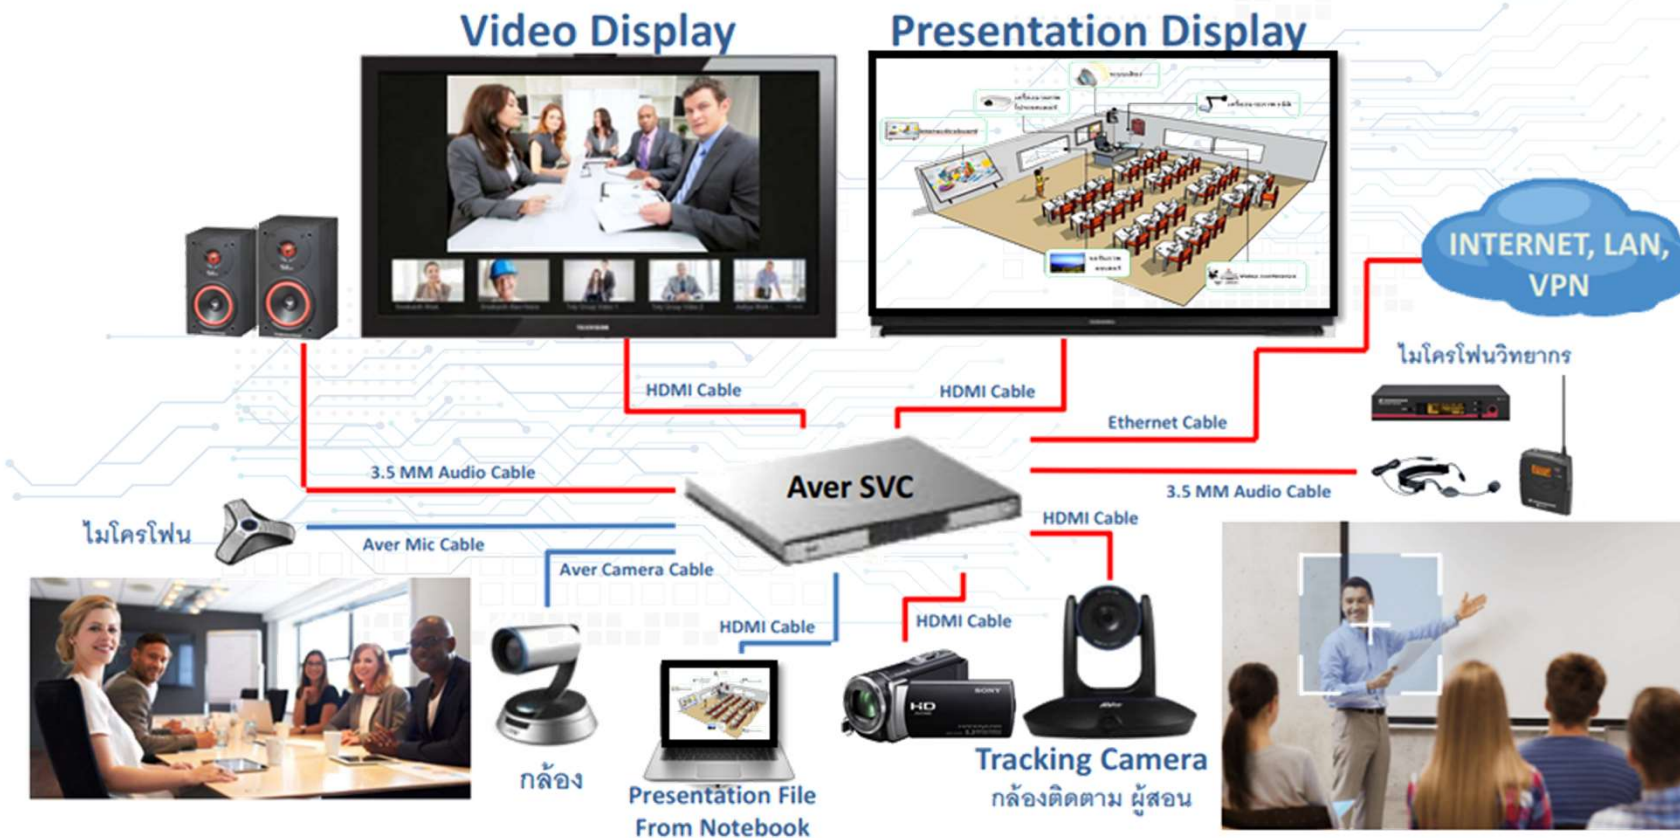 Video Display
Presentation Display
INTERNET, LAN,
VPN
ไมโครโฟนวิทยากร
HDMI Cable
HDMI Cable
Ethernet Cable
3.5 MM Audio Cable
Aver SVC
3.5 MM Audio Cable
ไมโครโฟน
Aver Mic Cable
HDMI Cable
Aver Camera Cable
HDMI Cable
HDMI Cable
SONY
HD
กล้อง
Presentation File
From Notebook
Tracking Camera
กล้องติดตาม ผู้สอน